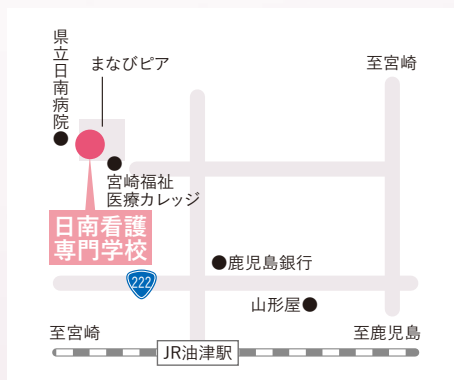 県立日南病院
まなびピア
至宮崎
宮崎福祉
医療カレッジ
日南看護
専門学校
鹿児島銀行
222
山形屋
至宮崎
至鹿児島
JR油津駅